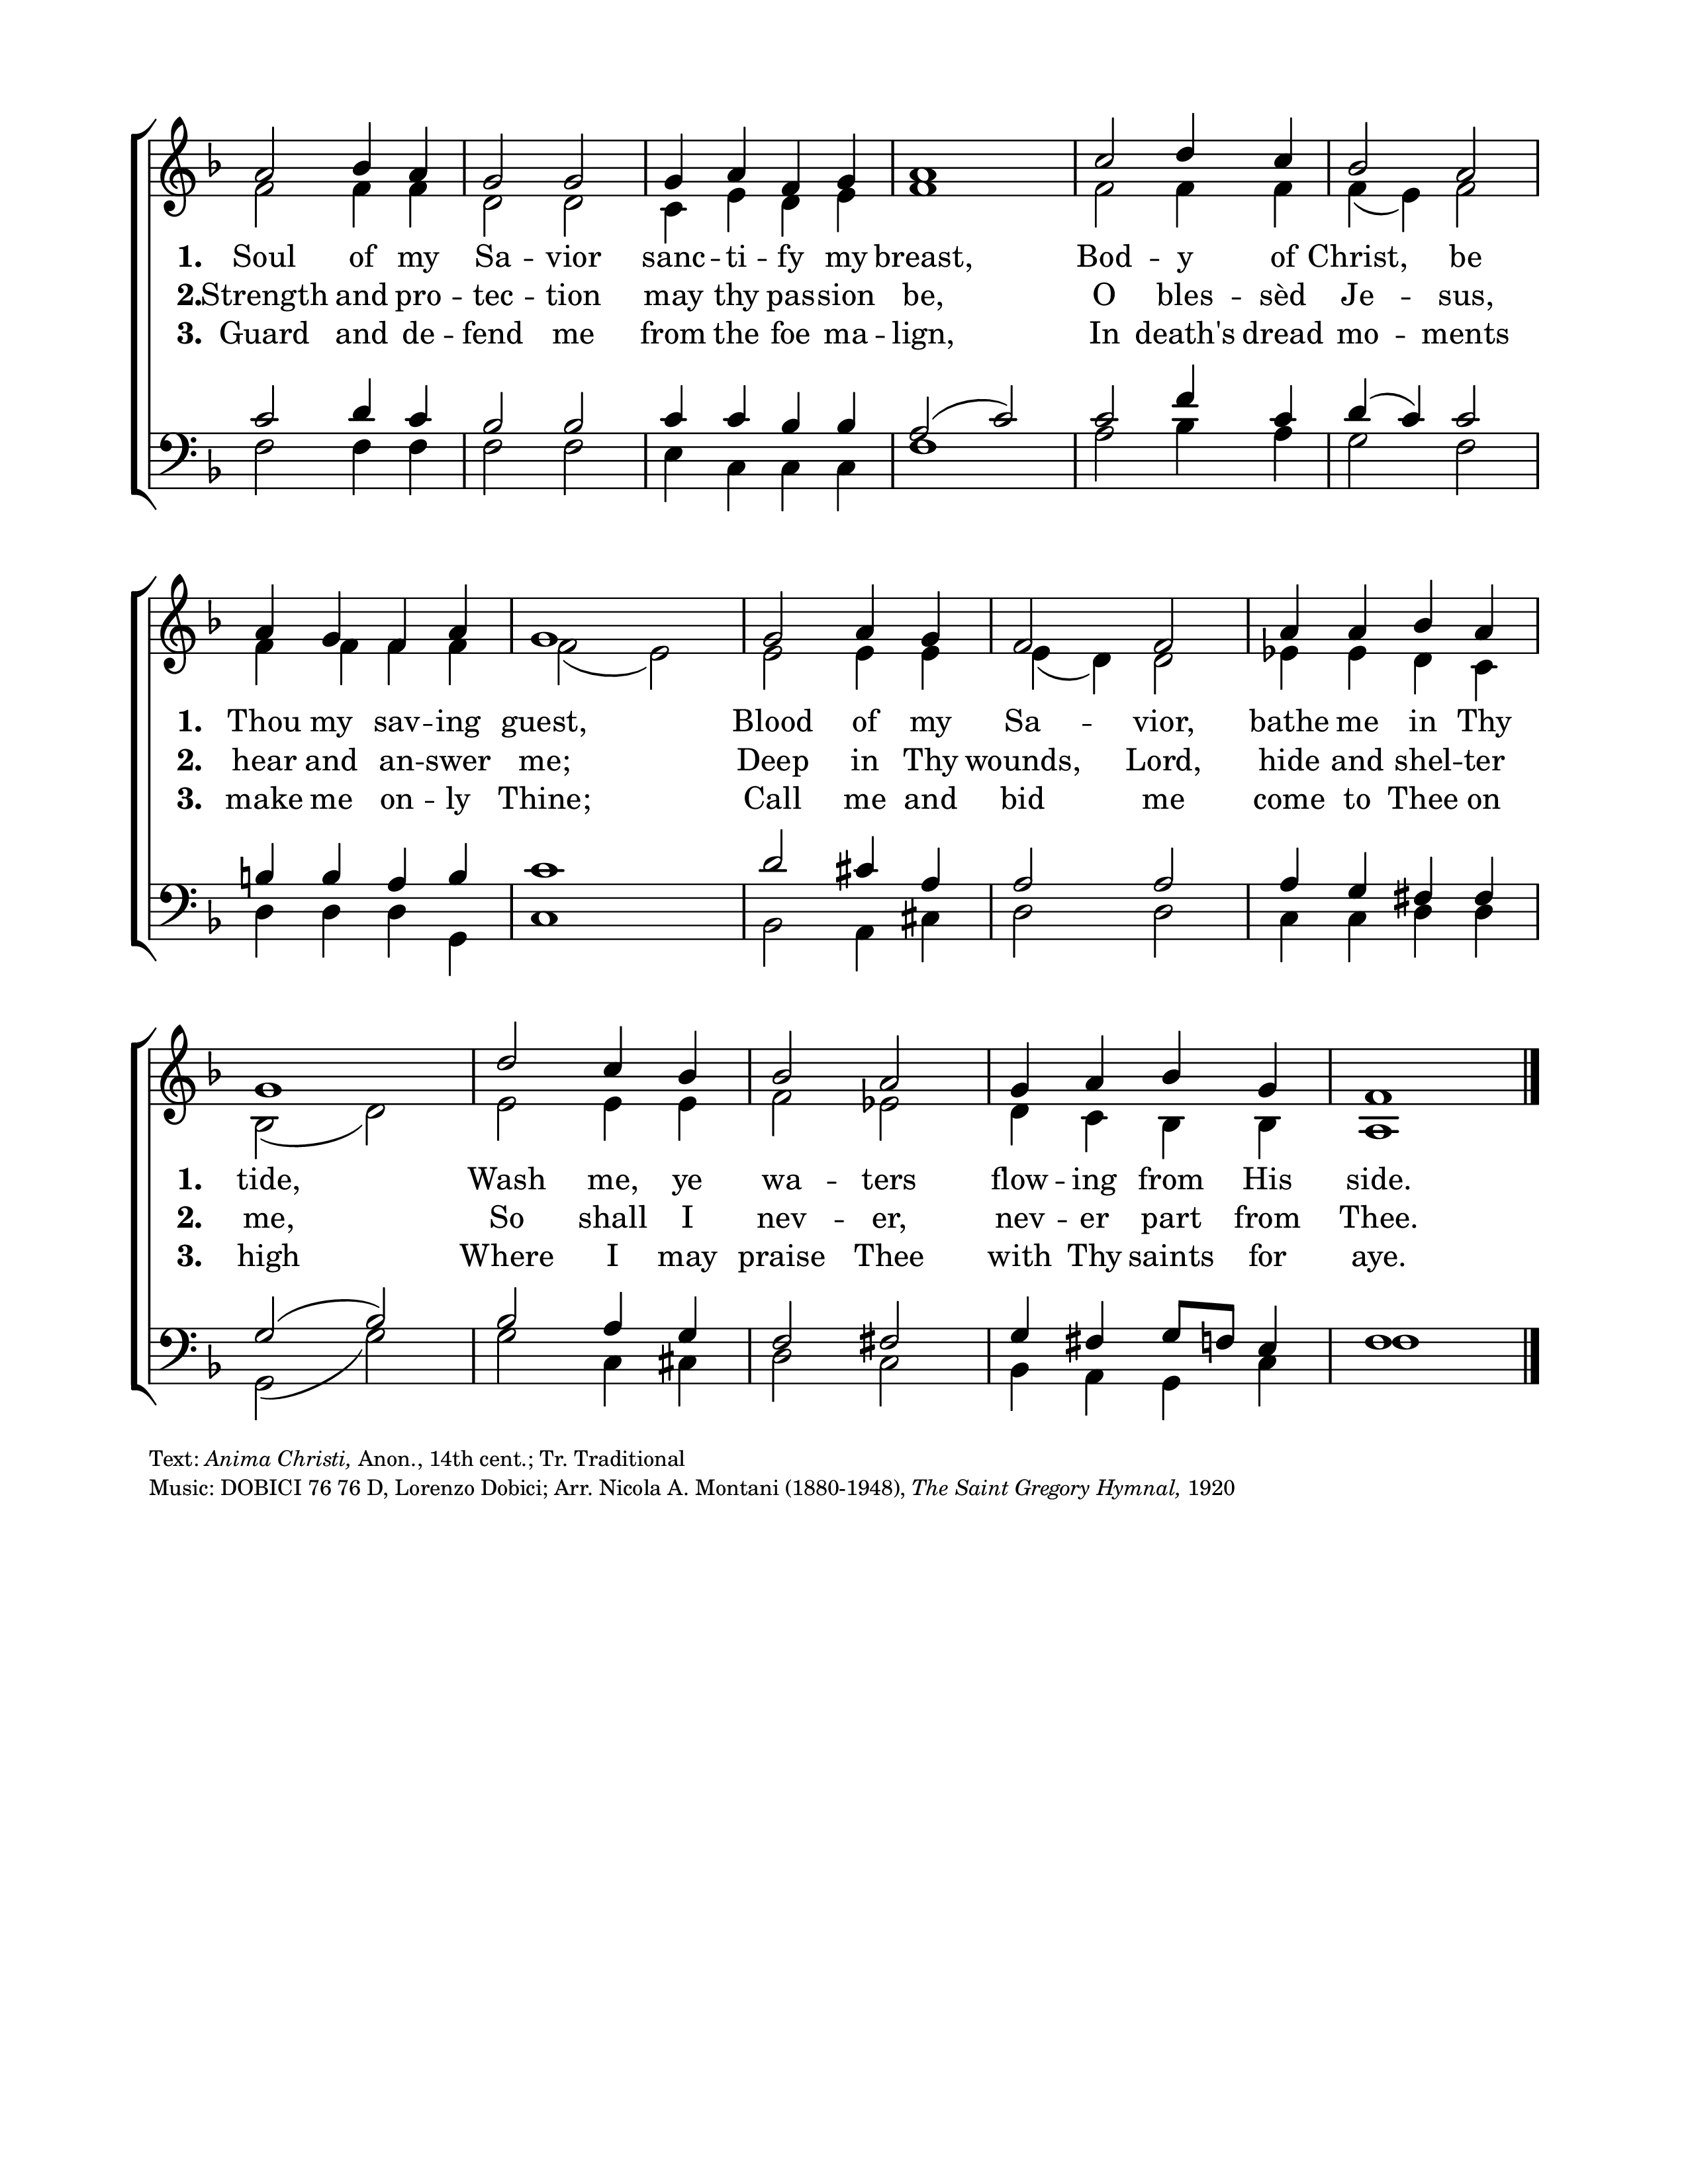 1. Soul of my Sa -- vior sanc -- ti -- fy my breast, Bod -- y of Christ, be
2. Strength and pro -- tec -- tion may thy passion be, O bles -- sèd Je -- sus,
3. Guard and de -- fend me from the foe ma -- lign, In death's dread mo -- ments
1. Thou my sav -- ing guest, Blood of my Sa -- vior, bathe me in Thy
2. hear and an -- swer me; Deep in Thy wounds, Lord, hide and shel -- ter
3. make me on -- ly Thine; Call me and bid me come to Thee on
1. tide, Wash me, ye wa -- ters flow -- ing from His side.
2. me, So shall I nev -- er, nev -- er part from Thee.
3. high Where I may praise Thee with Thy saints for aye.
Text: Anima Christi, Anon., 14th cent.; Tr. Traditional
Music: DOBICI 76 76 D, Lorenzo Dobici; Arr. Nicola A. Montani (1880-1948), The Saint Gregory Hymnal, 1920